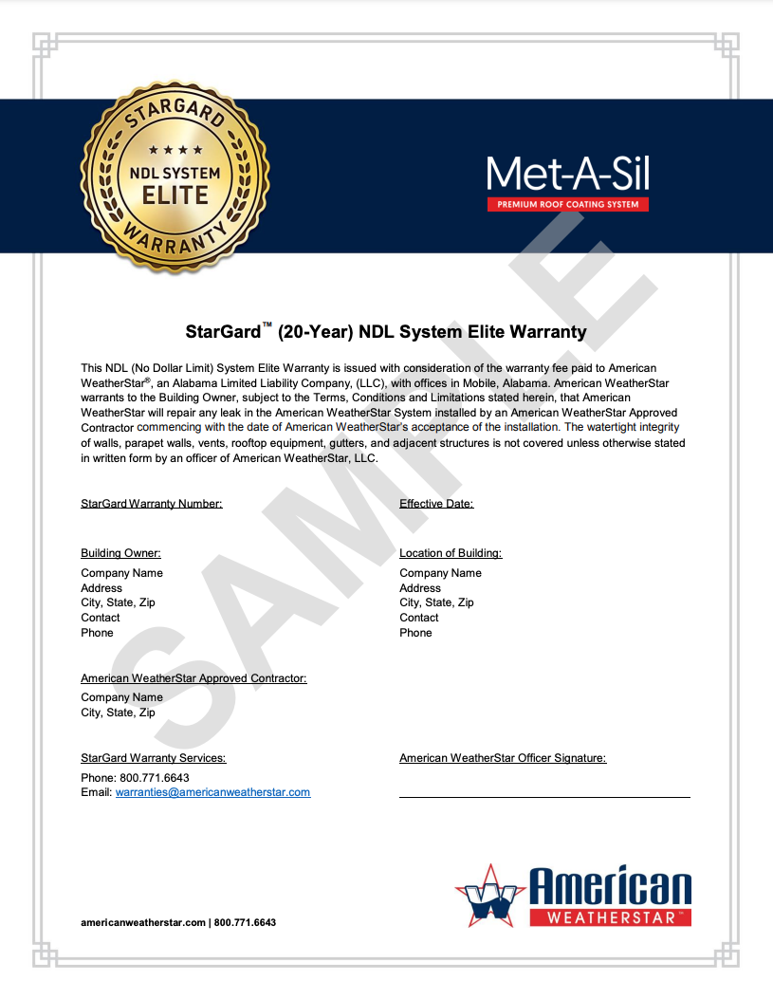 STARGARD
★ ★ ★ ★
NDL SYSTEM
ELITE
WARRANTY
Met-A-Sil
PREMIUM ROOF COATING SYSTEM
SAMPLE
StarGard™ (20-Year) NDL System Elite Warranty
This NDL (No Dollar Limit) System Elite Warranty is issued with consideration of the warranty fee paid to American
WeatherStar®, an Alabama Limited Liability Company, (LLC), with offices in Mobile, Alabama. American WeatherStar
warrants to the Building Owner, subject to the Terms, Conditions and Limitations stated herein, that American
WeatherStar will repair any leak in the American WeatherStar System installed by an American WeatherStar Approved
Contractor commencing with the date of American WeatherStar's acceptance of the installation. The watertight integrity
of walls, parapet walls, vents, rooftop equipment, gutters, and adjacent structures is not covered unless otherwise stated
in written form by an officer of American WeatherStar, LLC.
StarGard Warranty Number:
Effective Date:
Building Owner:
Company Name
Address
City, State, Zip
Contact
Phone
Location of Building:
Company Name
Address
City, State, Zip
Contact
Phone
American WeatherStar Approved Contractor:
Company Name
City, State, Zip
StarGard Warranty Services:
Phone: 800.771.6643
Email: warranties@americanweatherstar.com
American WeatherStar Officer Signature:
americanweatherstar.com | 800.771.6643
W
American
WEATHERSTAR™